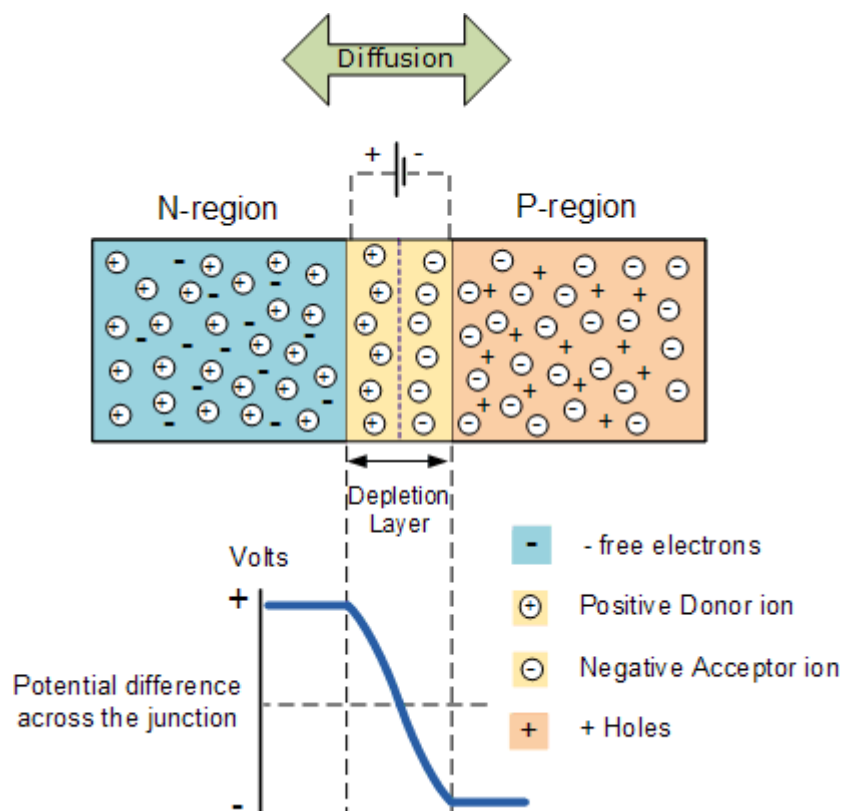 Diffusion
+ -
N-region
P-region
Depletion
Layer
Volts
+
Potential difference
across the junction
-
- - free electrons
+ Positive Donor ion
- Negative Acceptor ion
+ + Holes